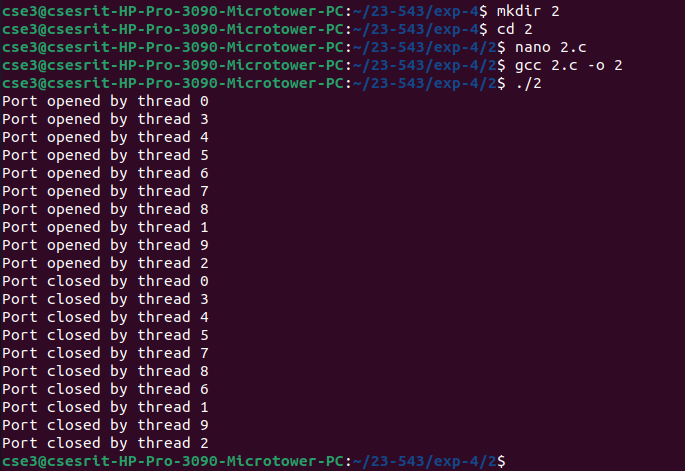 cse3@csesrit-HP-Pro-3090-Microtower-PC:~/23-543/exp-4$ mkdir 2
cse3@csesrit-HP-Pro-3090-Microtower-PC:~/23-543/exp-4$ cd 2
cse3@csesrit-HP-Pro-3090-Microtower-PC:~/23-543/exp-4/2$ nano 2.c
cse3@csesrit-HP-Pro-3090-Microtower-PC:~/23-543/exp-4/2$ gcc 2.c -o 2
cse3@csesrit-HP-Pro-3090-Microtower-PC:~/23-543/exp-4/2$ ./2
Port opened by thread 0
Port opened by thread 3
Port opened by thread 4
Port opened by thread 5
Port opened by thread 6
Port opened by thread 7
Port opened by thread 8
Port opened by thread 1
Port opened by thread 9
Port opened by thread 2
Port closed by thread 0
Port closed by thread 3
Port closed by thread 4
Port closed by thread 5
Port closed by thread 7
Port closed by thread 8
Port closed by thread 6
Port closed by thread 1
Port closed by thread 9
Port closed by thread 2
cse3@csesrit-HP-Pro-3090-Microtower-PC:~/23-543/exp-4/2$